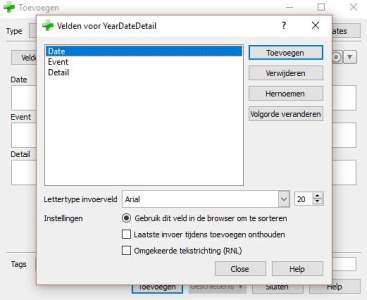 Toevoegen
Type
Velden voor YearDateDetail
Date
Event
Detail
Toevoegen
Verwijderen
Hernoemen
Volgorde veranderen
Date
Event
Detail
Lettertype invoerveld
Arial
20
Instellingen
Gebruik dit veld in de browser om te sorteren
Laatste invoer tijdens toevoegen onthouden
Omgekeerde tekstrichting (RNL)
Close
Help
Tags
Toevoegen
Geschiedenis
Sluiten
Help